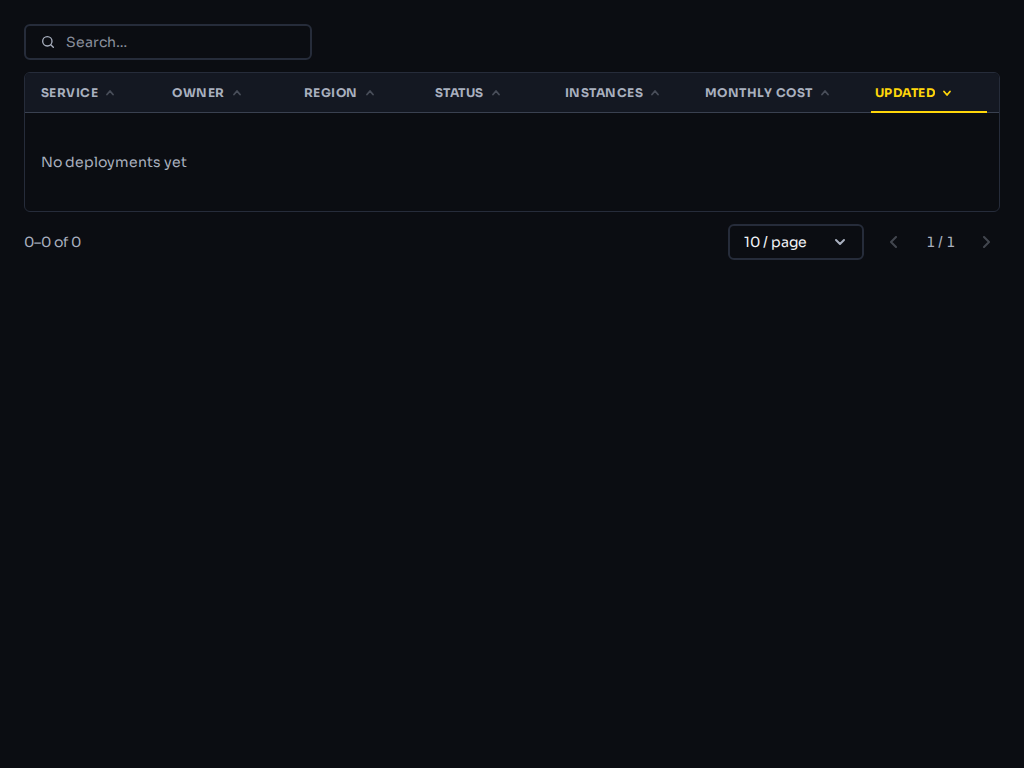 Search...
SERVICE OWNER REGION STATUS INSTANCES MONTHLY COST UPDATED
No deployments yet
0–0 of 0 10 / page 1 / 1